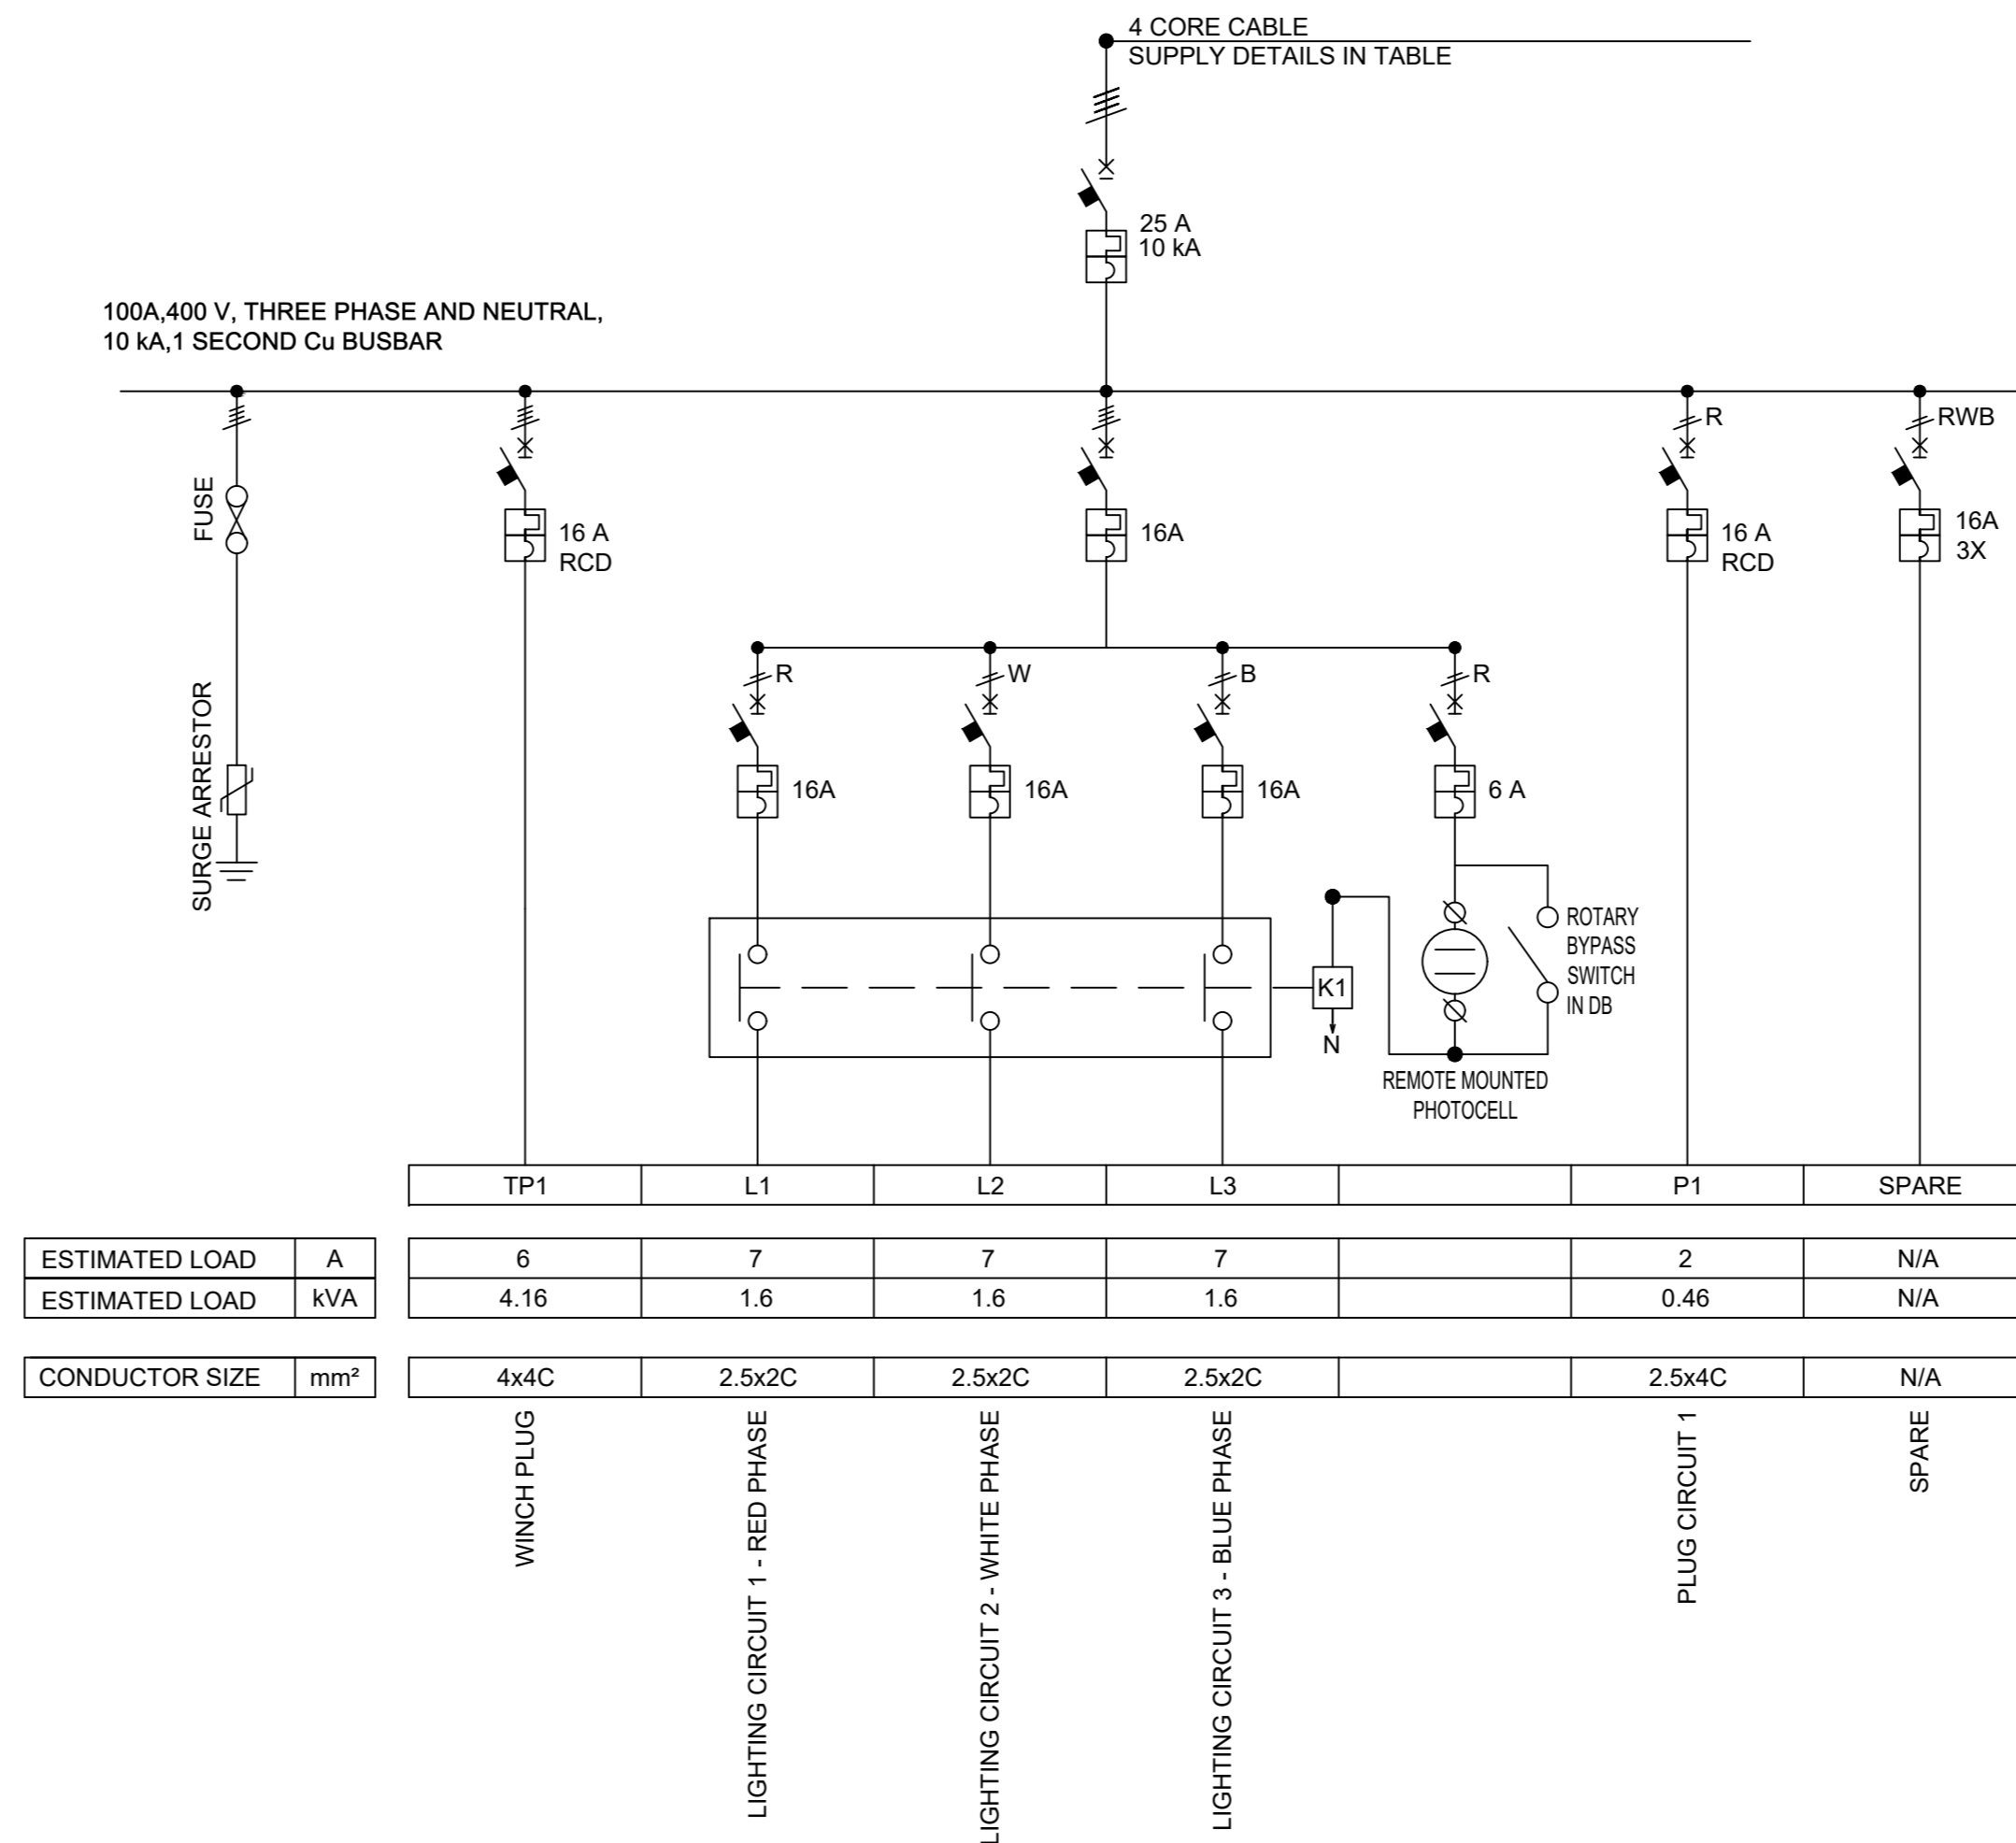 4 CORE CABLE
SUPPLY DETAILS IN TABLE
25 A
10 kA
100A,400 V, THREE PHASE AND NEUTRAL,
10 kA,1 SECOND Cu BUSBAR
R
RWB
FUSE
16 A
RCD
16A
16 A
RCD
16A
3X
R
W
B
R
SURGE ARRESTOR
16A
16A
16A
6 A
ROTARY
BYPASS
SWITCH
IN DB
K1
N
REMOTE MOUNTED
PHOTOCELL
TP1 L1 L2 L3 P1 SPARE
ESTIMATED LOAD A 6 7 7 7 2 N/A
ESTIMATED LOAD kVA 4.16 1.6 1.6 1.6 0.46 N/A
CONDUCTOR SIZE mm² 4x4C 2.5x2C 2.5x2C 2.5x2C 2.5x4C N/A
WINCH PLUG
LIGHTING CIRCUIT 1 - RED PHASE
LIGHTING CIRCUIT 2 - WHITE PHASE
LIGHTING CIRCUIT 3 - BLUE PHASE
PLUG CIRCUIT 1
SPARE